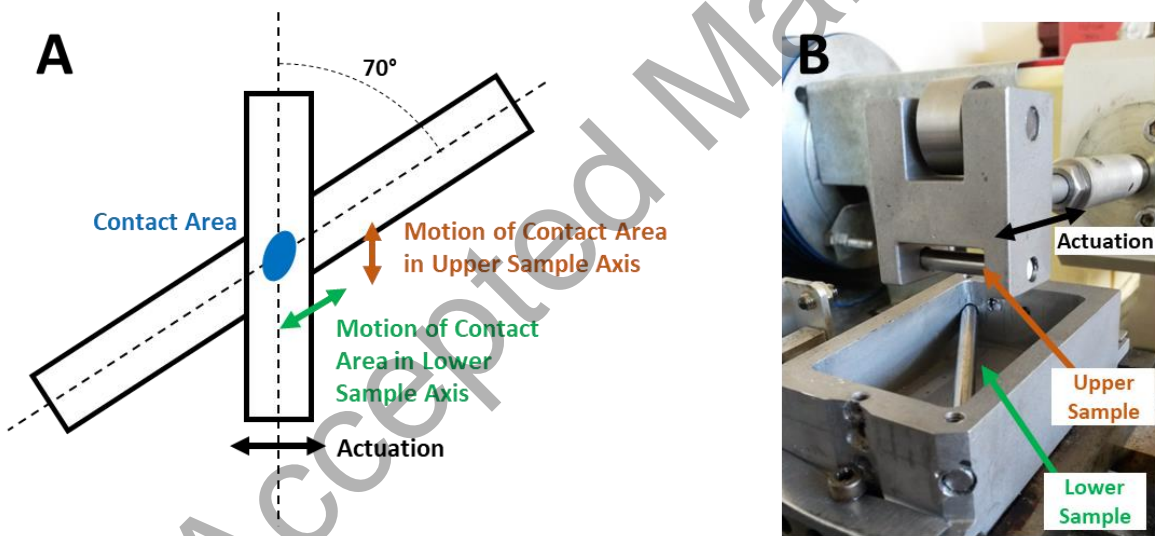 A
70°
Contact Area
Motion of Contact Area
in Upper Sample Axis
Motion of Contact
Area in Lower
Sample Axis
Actuation
B
Actuation
Upper
Sample
Lower
Sample
Accepted Ma